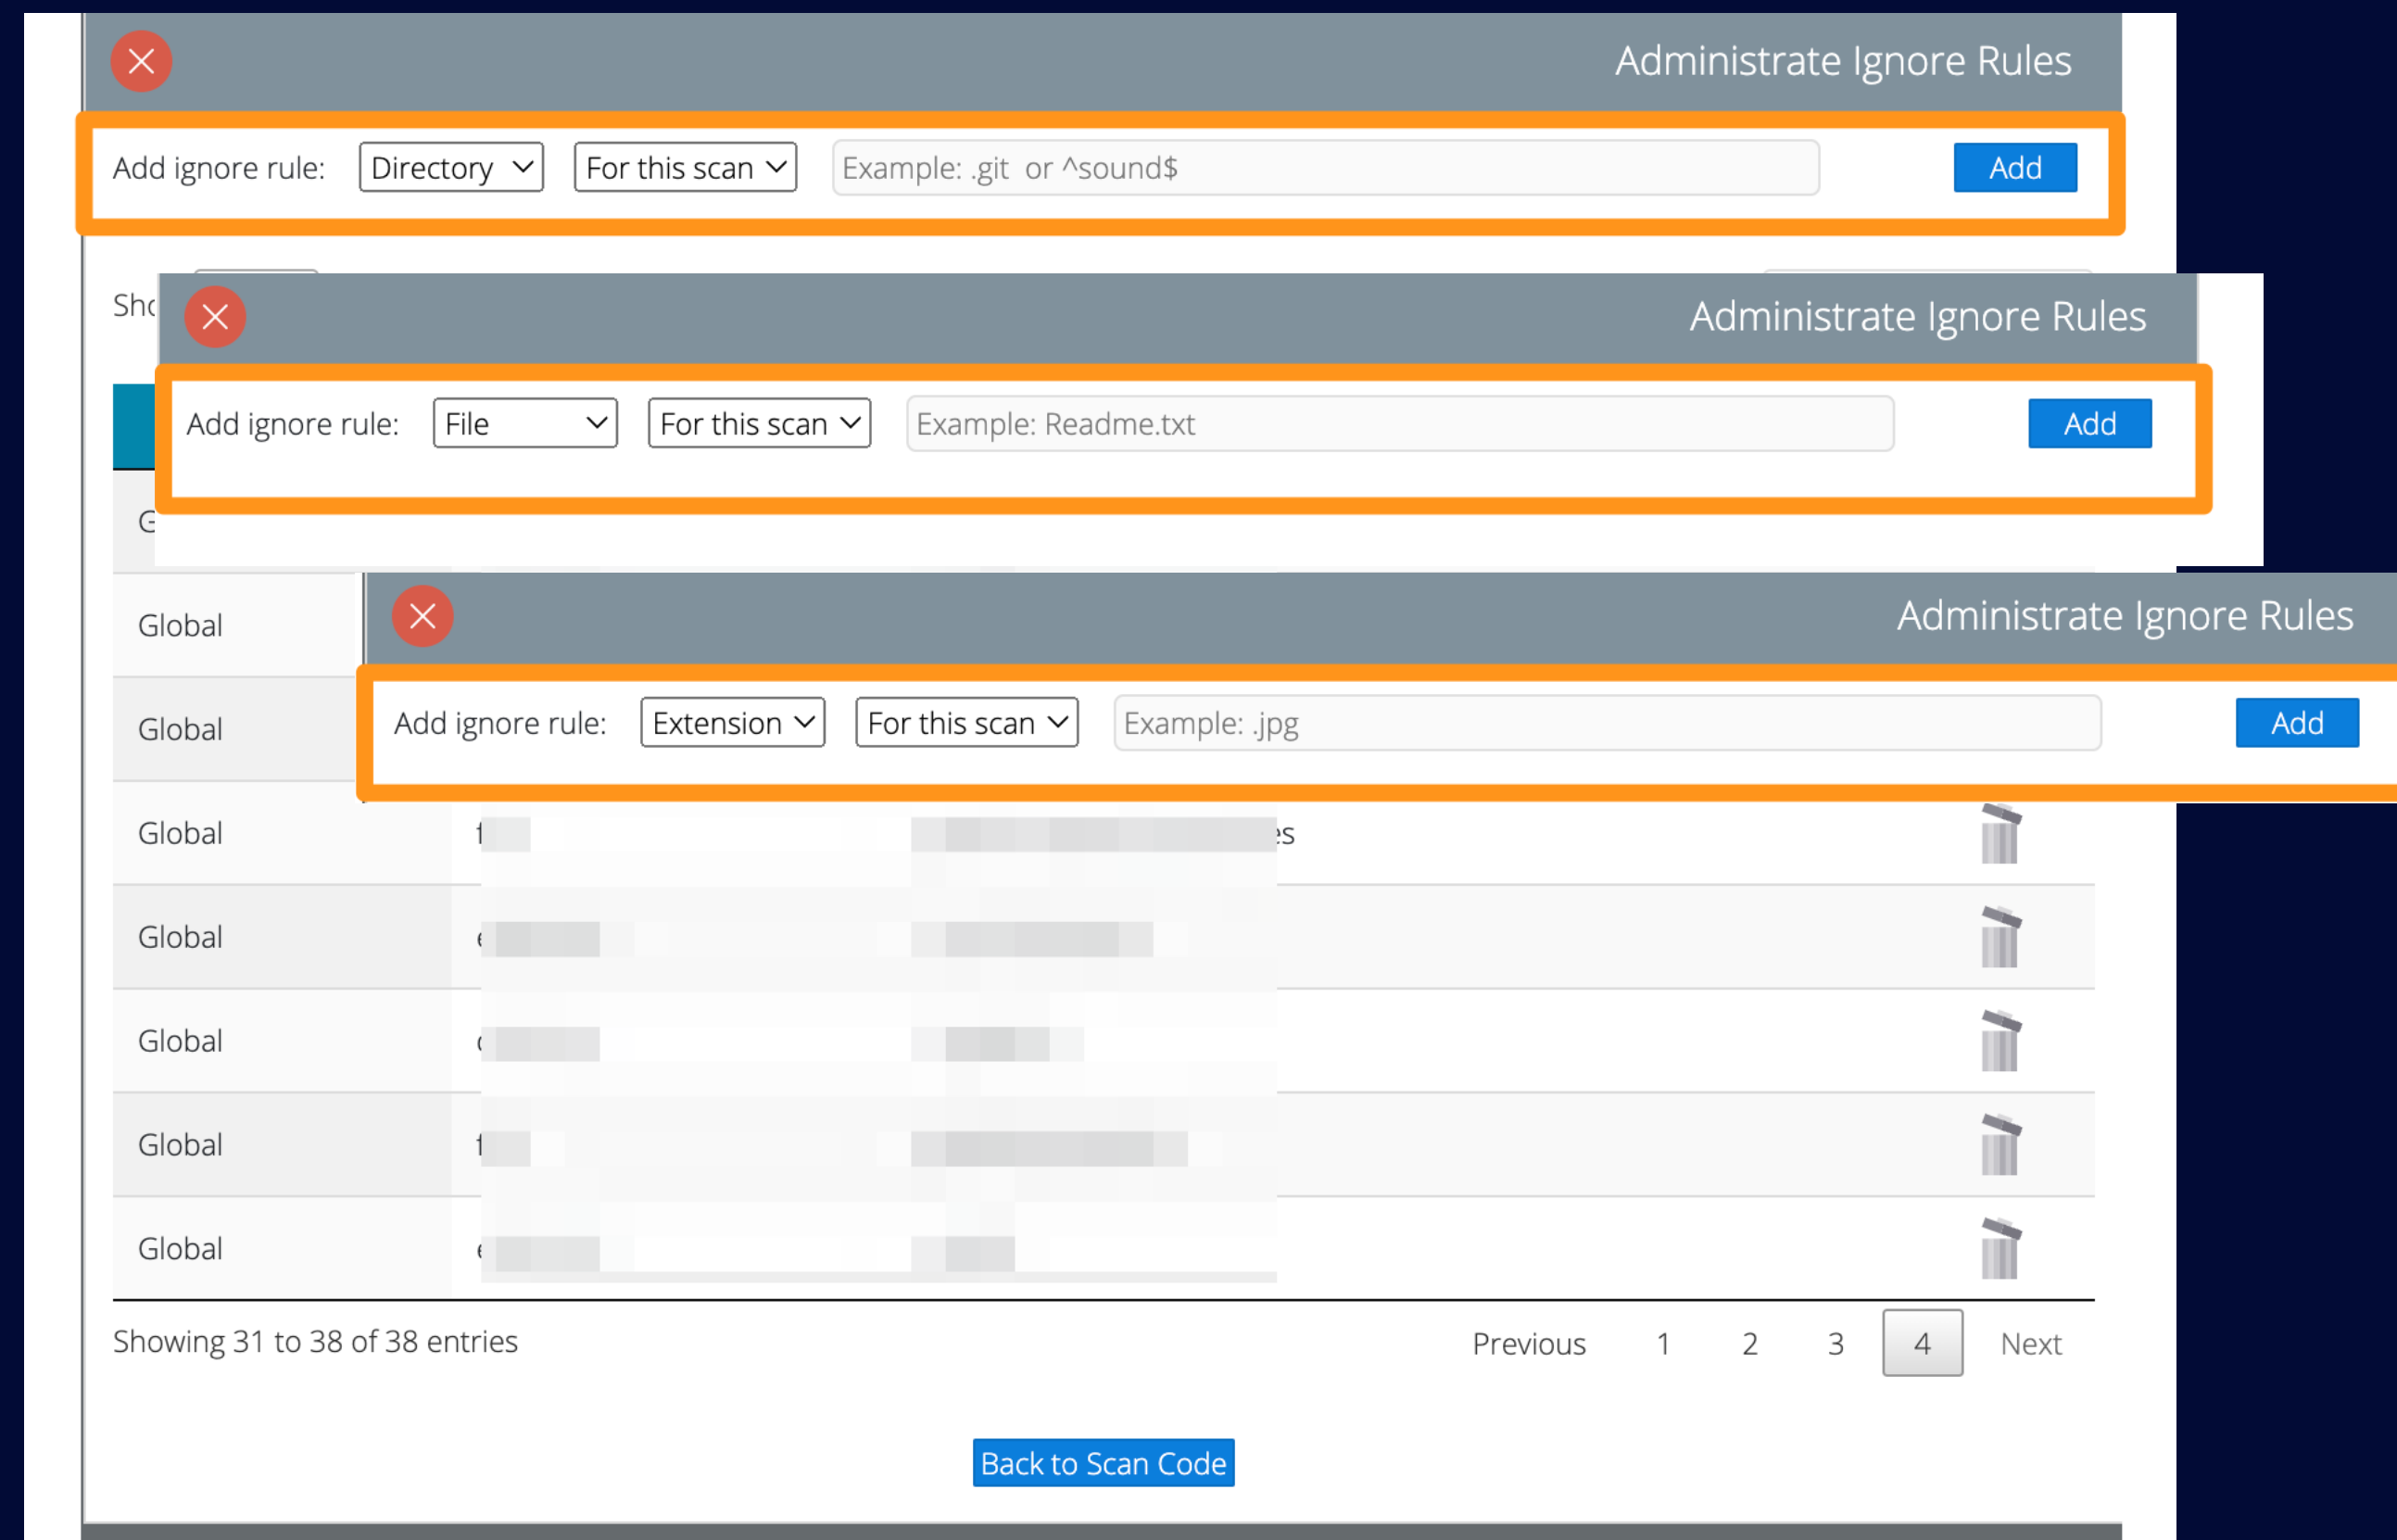 Administrate Ignore Rules
Add ignore rule: Directory For this scan Example: .git or ^sound$ Add
Administrate Ignore Rules
Add ignore rule: File For this scan Example: Readme.txt Add
Administrate Ignore Rules
Global
Add ignore rule: Extension For this scan Example: .jpg Add
Global
Global
Global
Global
Global
Global
Showing 31 to 38 of 38 entries
Previous 1 2 3 4 Next
Back to Scan Code